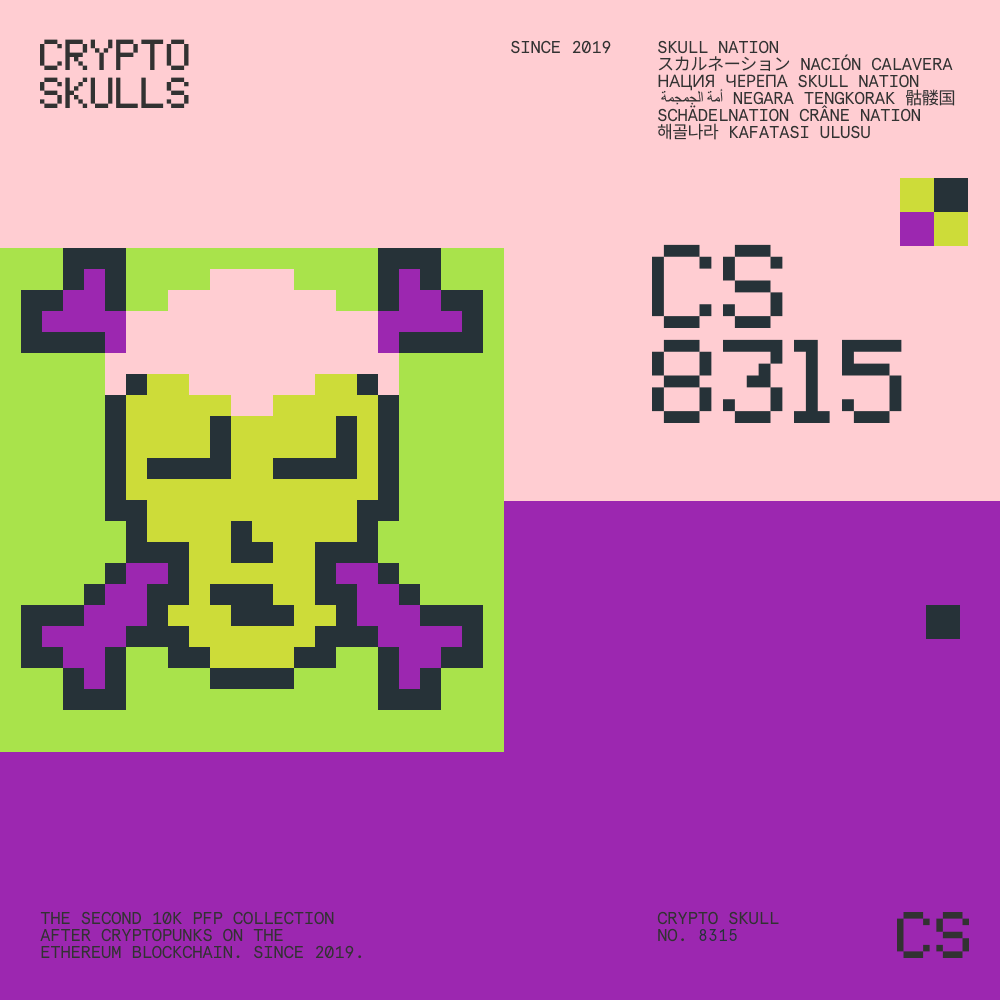 CRYPTO
SKULLS
SINCE 2019
SKULL NATION
スカルネーション NACIÓN CALAVERA
НАЦИЯ ЧЕРЕПА SKULL NATION
أمة الجمجمة NEGARA TENGKORAK 骷髅国
SCHÄDELNATION CRÂNE NATION
해골나라 KAFATASI ULUSU
CS
8315
THE SECOND 10K PFP COLLECTION
AFTER CRYPTOPUNKS ON THE
ETHEREUM BLOCKCHAIN. SINCE 2019.
CRYPTO SKULL
NO. 8315
CS